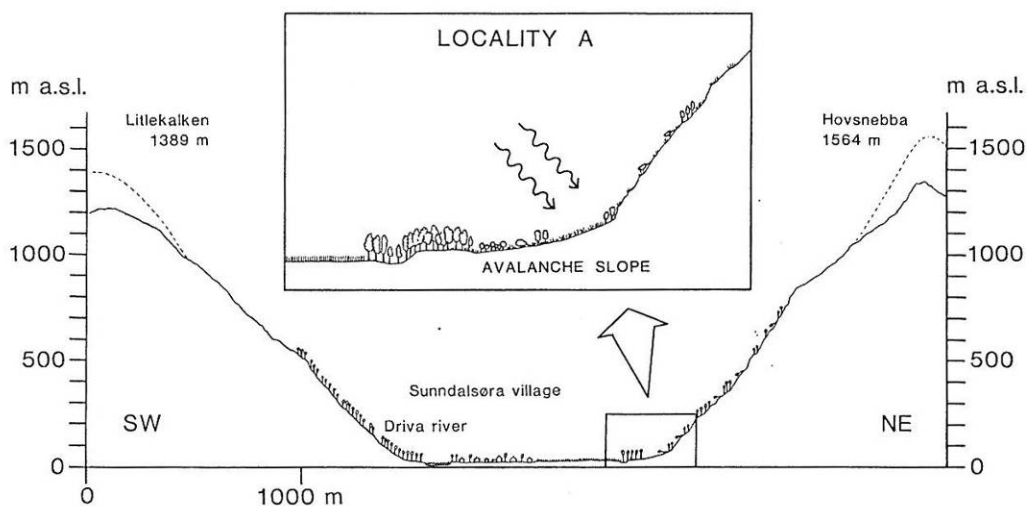 LOCALITY A
AVALANCHE SLOPE
m a.s.l.
m a.s.l.
Litlekalken
1389 m
Hovsnebba
1564 m
1500
1500
1000
1000
500
500
Sunndalsøra village
Driva river
SW
NE
0
0
0
1000 m